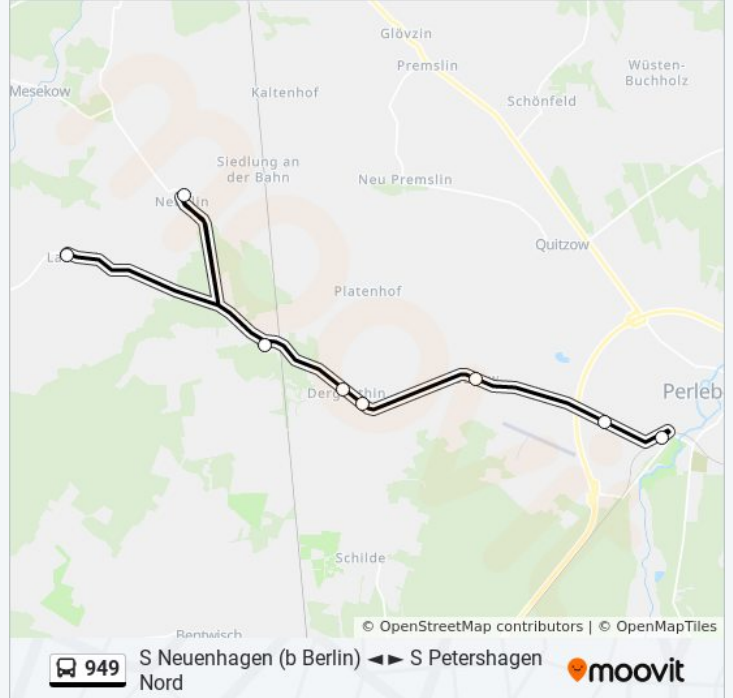 Glövzin
Premslin
Wüsten-
Buchholz
Mesekow
Kaltenhof
Schönfeld
Siedlung an
der Bahn
Neu Premslin
Quitzow
Platenhof
Perleb
Schilde
Bentwisch
© OpenStreetMap contributors | © OpenMapTiles
949
S Neuenhagen (b Berlin) ◄► S Petershagen
Nord
moovit